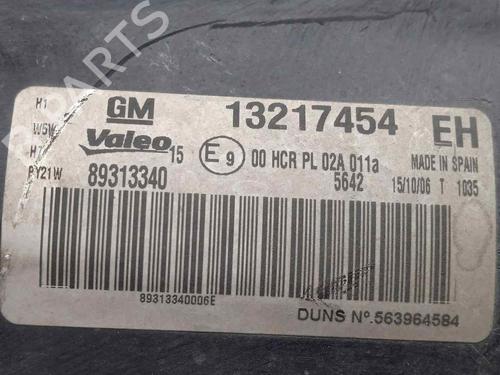 H1 GM 13217454 EH
W5W Valeo 15 E9 00 HCR PL 02A 011a MADE IN SPAIN
PY21W 89313340 5642 15/10/06 T 1035
89313340006E
DUNS Nº.563964584